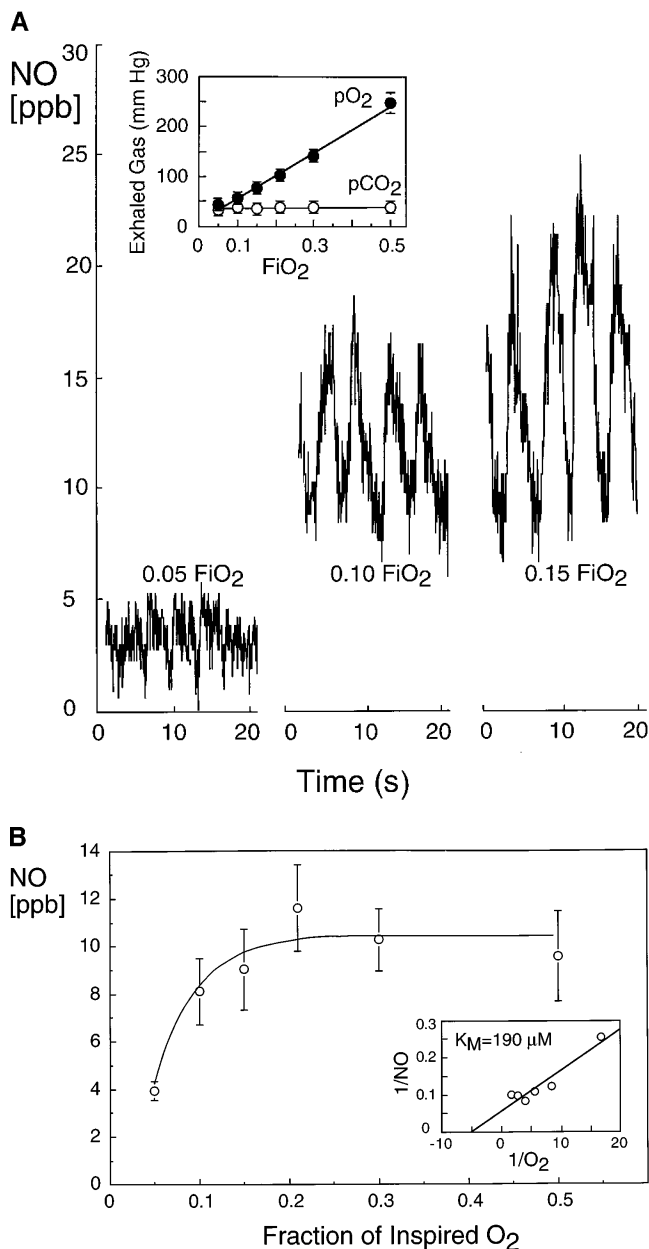 A
NO
[ppb]
30
25
20
15
10
5
0
Exhaled Gas (mm Hg)
300
200
100
0
pO2
pCO2
0 0.1 0.3 0.5
FiO2
0.05 FiO2 0.10 FiO2 0.15 FiO2
0 10 20 0 10 20 0 10 20
Time (s)
B
NO
[ppb]
14
12
10
8
6
4
2
0
0 0.1 0.2 0.3 0.4 0.5
Fraction of Inspired O2
KM=190 µM
1/NO
0.3
0.2
0.1
0
-10 0 10 20
1/O2